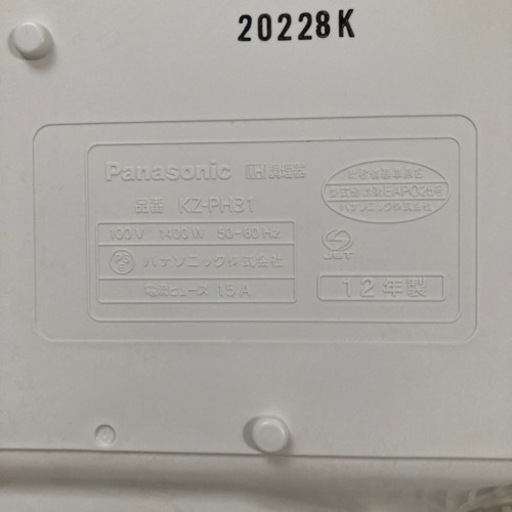 20228K
Panasonic IH調理器
品番 KZ-PH31
100V 1400W 50-60Hz
パナソニック株式会社
電流ヒューズ 15A
パナソニック株式会社
JET
12年製